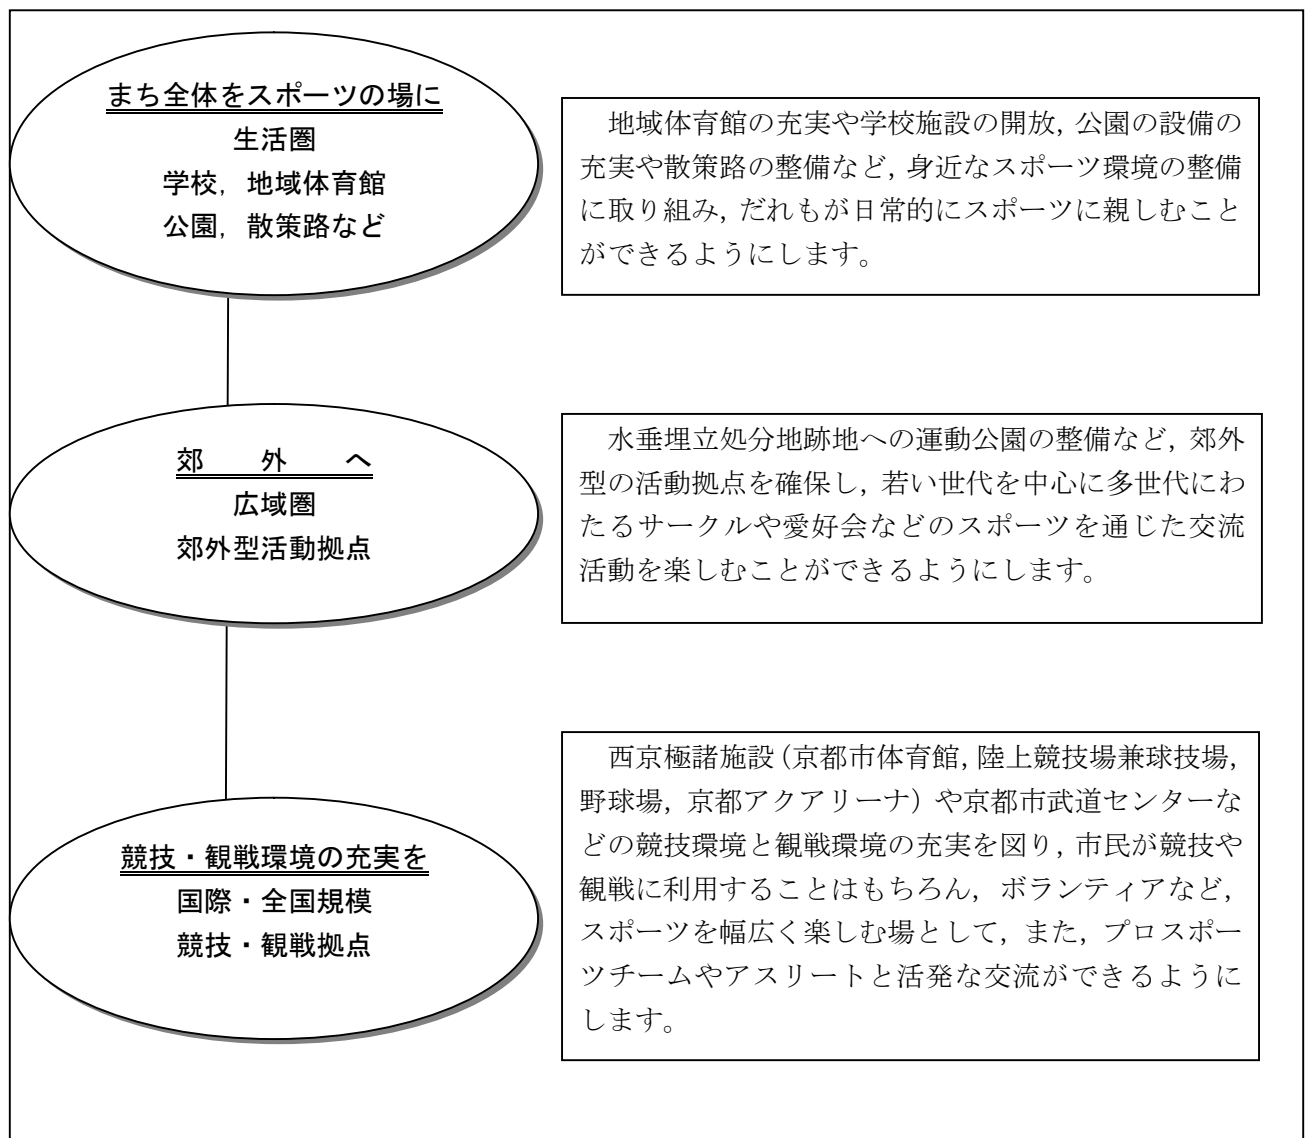 まち全体をスポーツの場に
生活圏
学校，地域体育館
公園，散策路など
地域体育館の充実や学校施設の開放，公園の設備の
充実や散策路の整備など，身近なスポーツ環境の整備
に取り組み，だれもが日常的にスポーツに親しむこと
ができるようにします。
郊　外　へ
広域圏
郊外型活動拠点
水垂埋立処分地跡地への運動公園の整備など，郊外
型の活動拠点を確保し，若い世代を中心に多世代にわ
たるサークルや愛好会などのスポーツを通じた交流
活動を楽しむことができるようにします。
競技・観戦環境の充実を
国際・全国規模
競技・観戦拠点
西京極諸施設（京都市体育館，陸上競技場兼球技場，
野球場，京都アクアリーナ）や京都市武道センターな
どの競技環境と観戦環境の充実を図り，市民が競技や
観戦に利用することはもちろん，ボランティアなど，
スポーツを幅広く楽しむ場として，また，プロスポー
ツチームやアスリートと活発な交流ができるように
します。